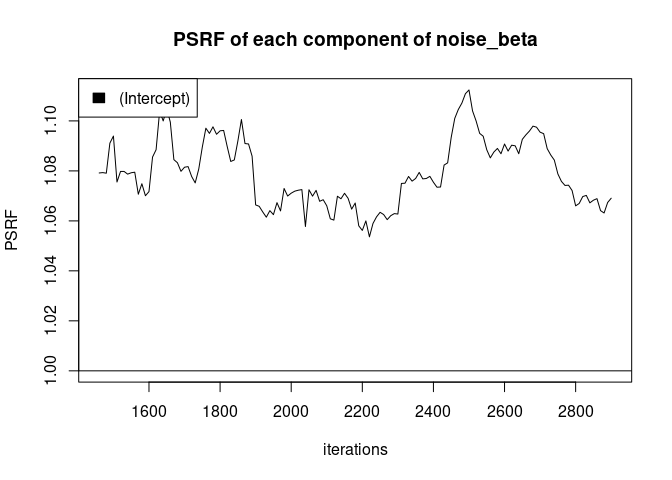 PSRF of each component of noise_beta
(Intercept)
PSRF
1.10
1.08
1.06
1.04
1.02
1.00
1600 1800 2000 2200 2400 2600 2800
iterations